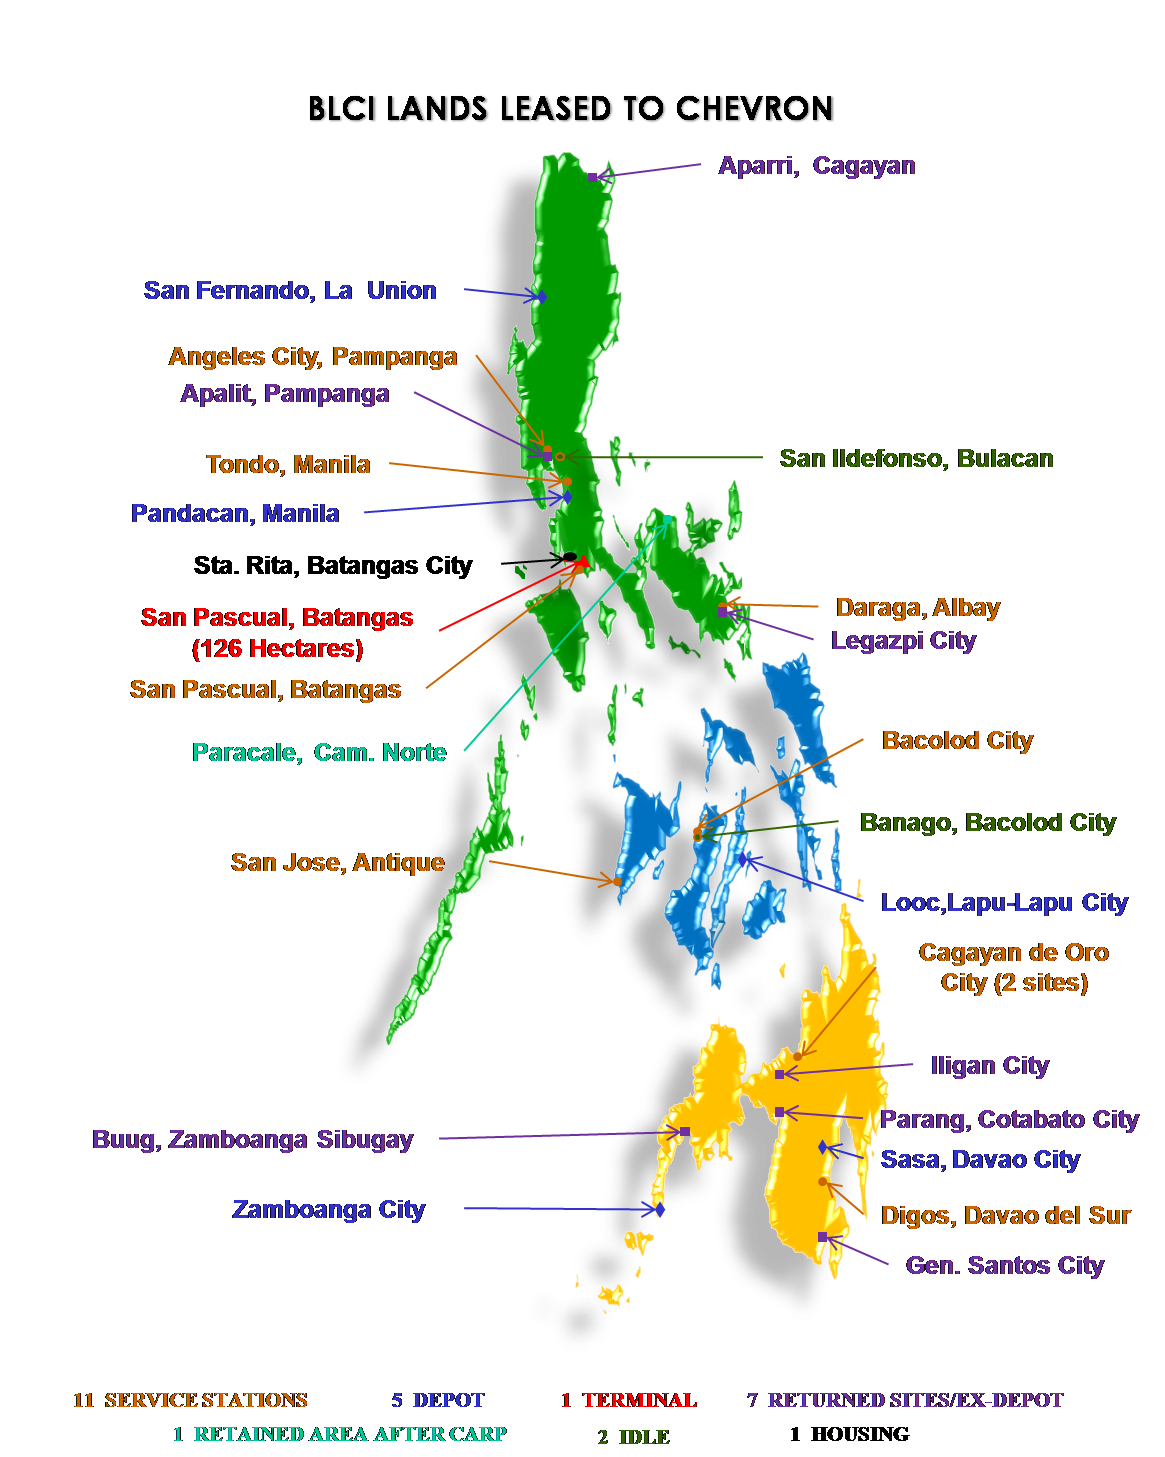 BLCI LANDS LEASED TO CHEVRON
Aparri, Cagayan
San Fernando, La Union
Angeles City, Pampanga
Apalit, Pampanga
San Ildefonso, Bulacan
Tondo, Manila
Pandacan, Manila
Sta. Rita, Batangas City
Daraga, Albay
San Pascual, Batangas
(126 Hectares)
Legazpi City
San Pascual, Batangas
Bacolod City
Paracale, Cam. Norte
Banago, Bacolod City
San Jose, Antique
Looc,Lapu-Lapu City
Cagayan de Oro
City (2 sites)
Iligan City
Parang, Cotabato City
Buug, Zamboanga Sibugay
Sasa, Davao City
Zamboanga City
Digos, Davao del Sur
Gen. Santos City
11 SERVICE STATIONS 5 DEPOT 1 TERMINAL 7 RETURNED SITES/EX-DEPOT
1 RETAINED AREA AFTER CARP 2 IDLE 1 HOUSING